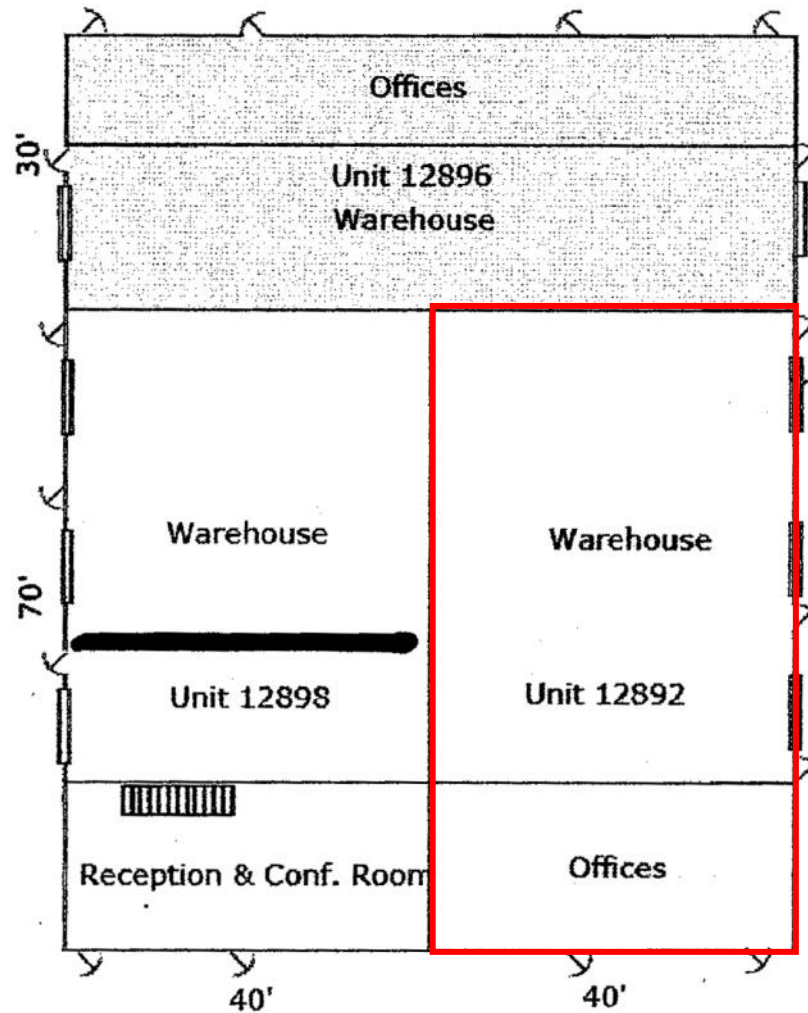 Offices
30'
Unit 12896
Warehouse
Warehouse
Warehouse
70'
Unit 12898
Unit 12892
Reception & Conf. Room
Offices
40'
40'